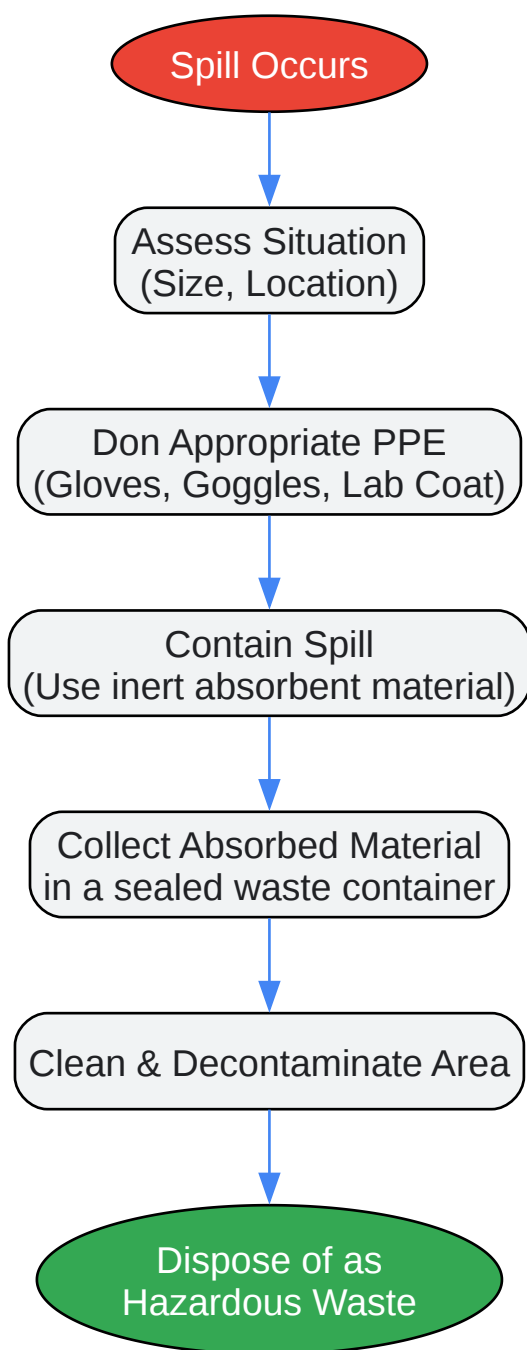 Spill Occurs
Assess Situation
(Size, Location)
Don Appropriate PPE
(Gloves, Goggles, Lab Coat)
Contain Spill
(Use inert absorbent material)
Collect Absorbed Material
in a sealed waste container
Clean & Decontaminate Area
Dispose of as
Hazardous Waste